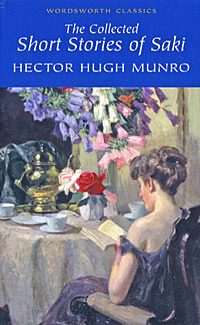 WORDSWORTH CLASSICS
The Collected
Short Stories of Saki
HECTOR HUGH MUNRO